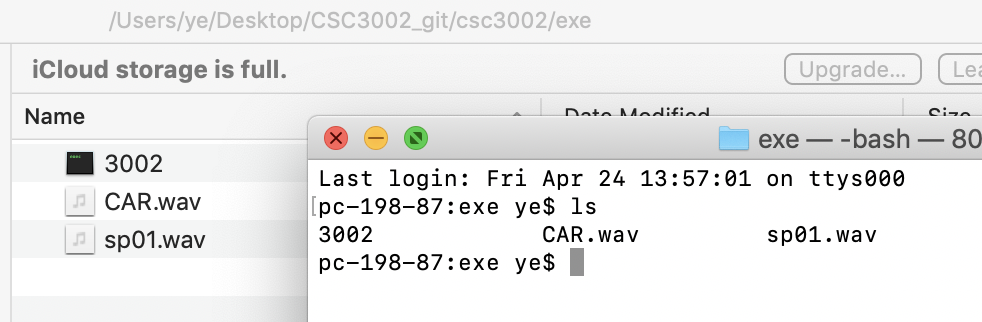 /Users/ye/Desktop/CSC3002_git/csc3002/exe
iCloud storage is full.
Upgrade...
Lea
Name
Date Modified
Size
3002
CAR.wav
sp01.wav
exe — -bash — 80
Last login: Fri Apr 24 13:57:01 on ttys000
[pc-198-87:exe ye$ ls
3002 CAR.wav sp01.wav
pc-198-87:exe ye$